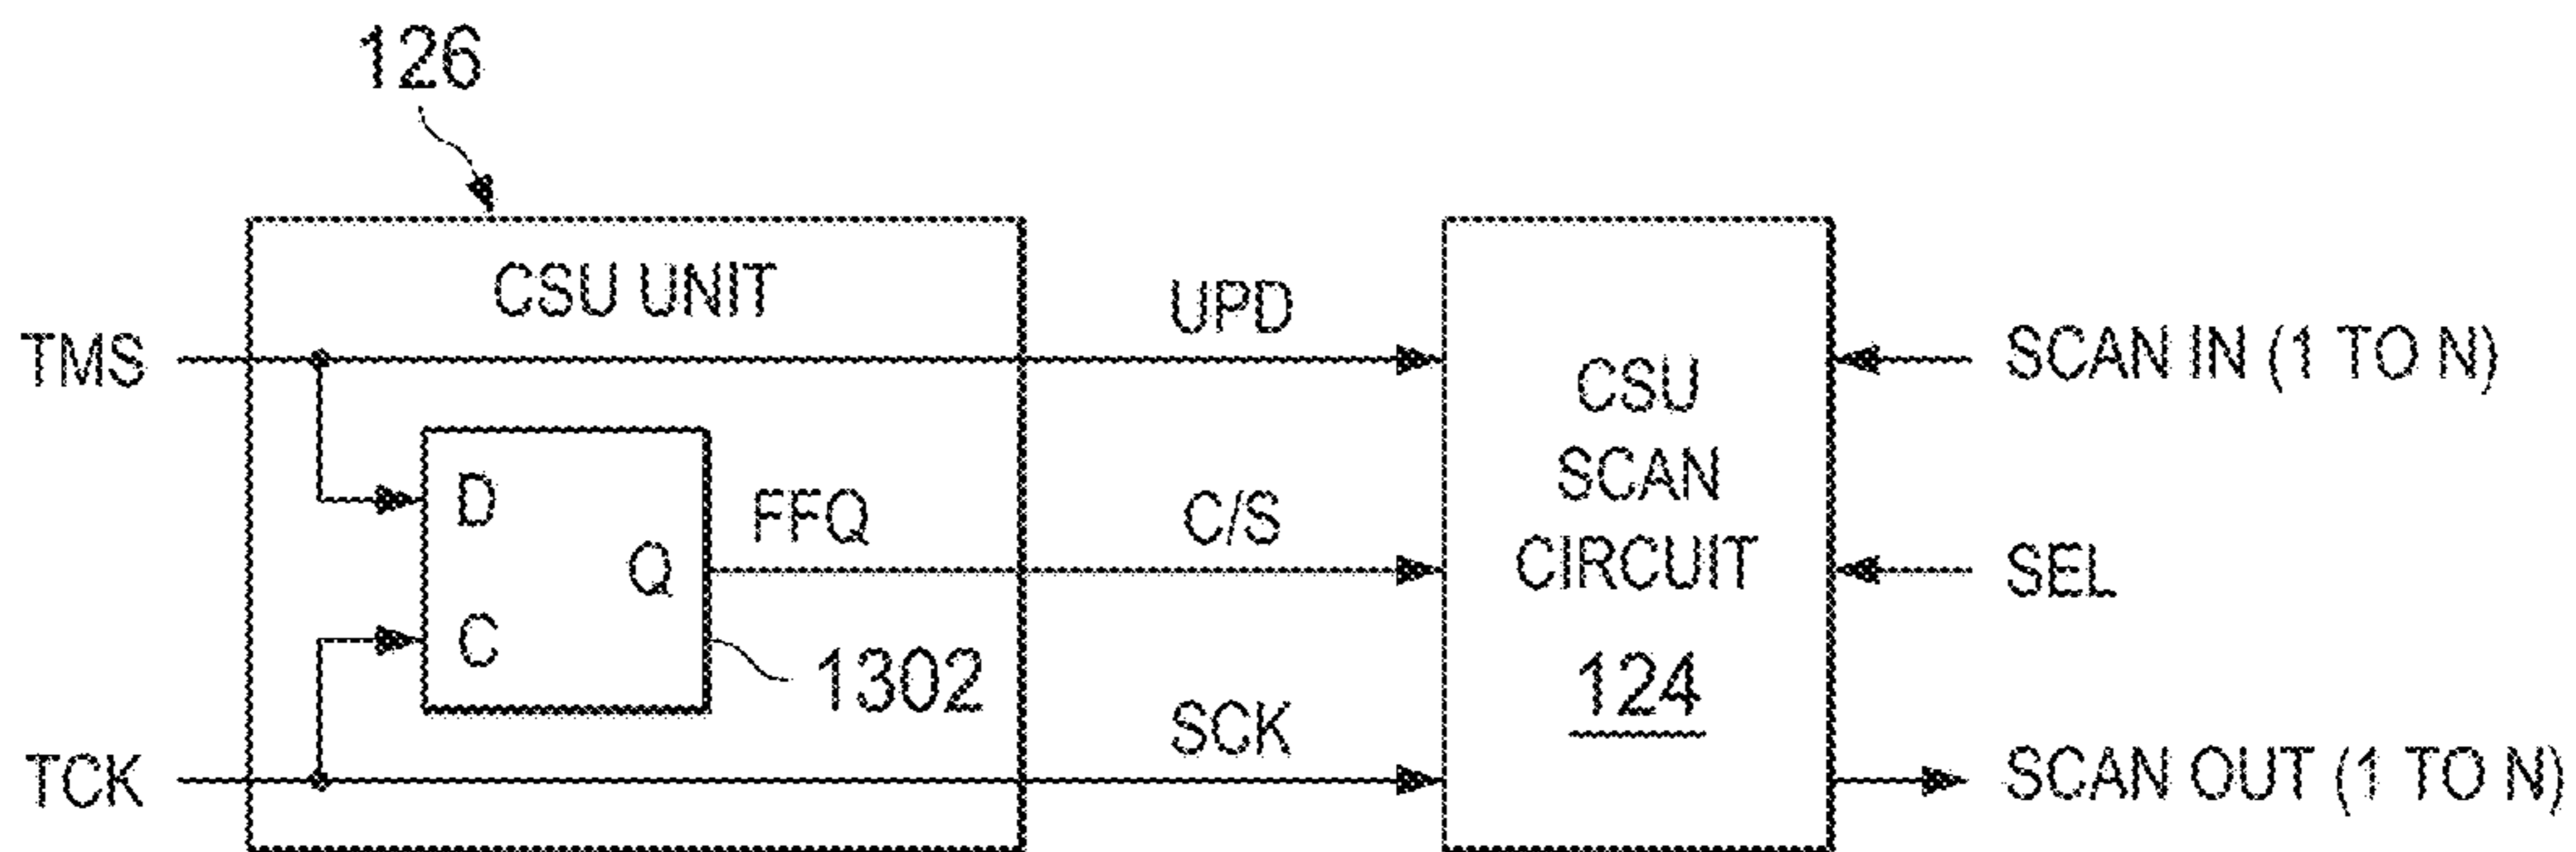 126
CSU UNIT
TMS
UPD
SCAN IN (1 TO N)
CSU
SCAN
CIRCUIT
124
D
C
Q
FFQ
C/S
SEL
1302
TCK
SCK
SCAN OUT (1 TO N)